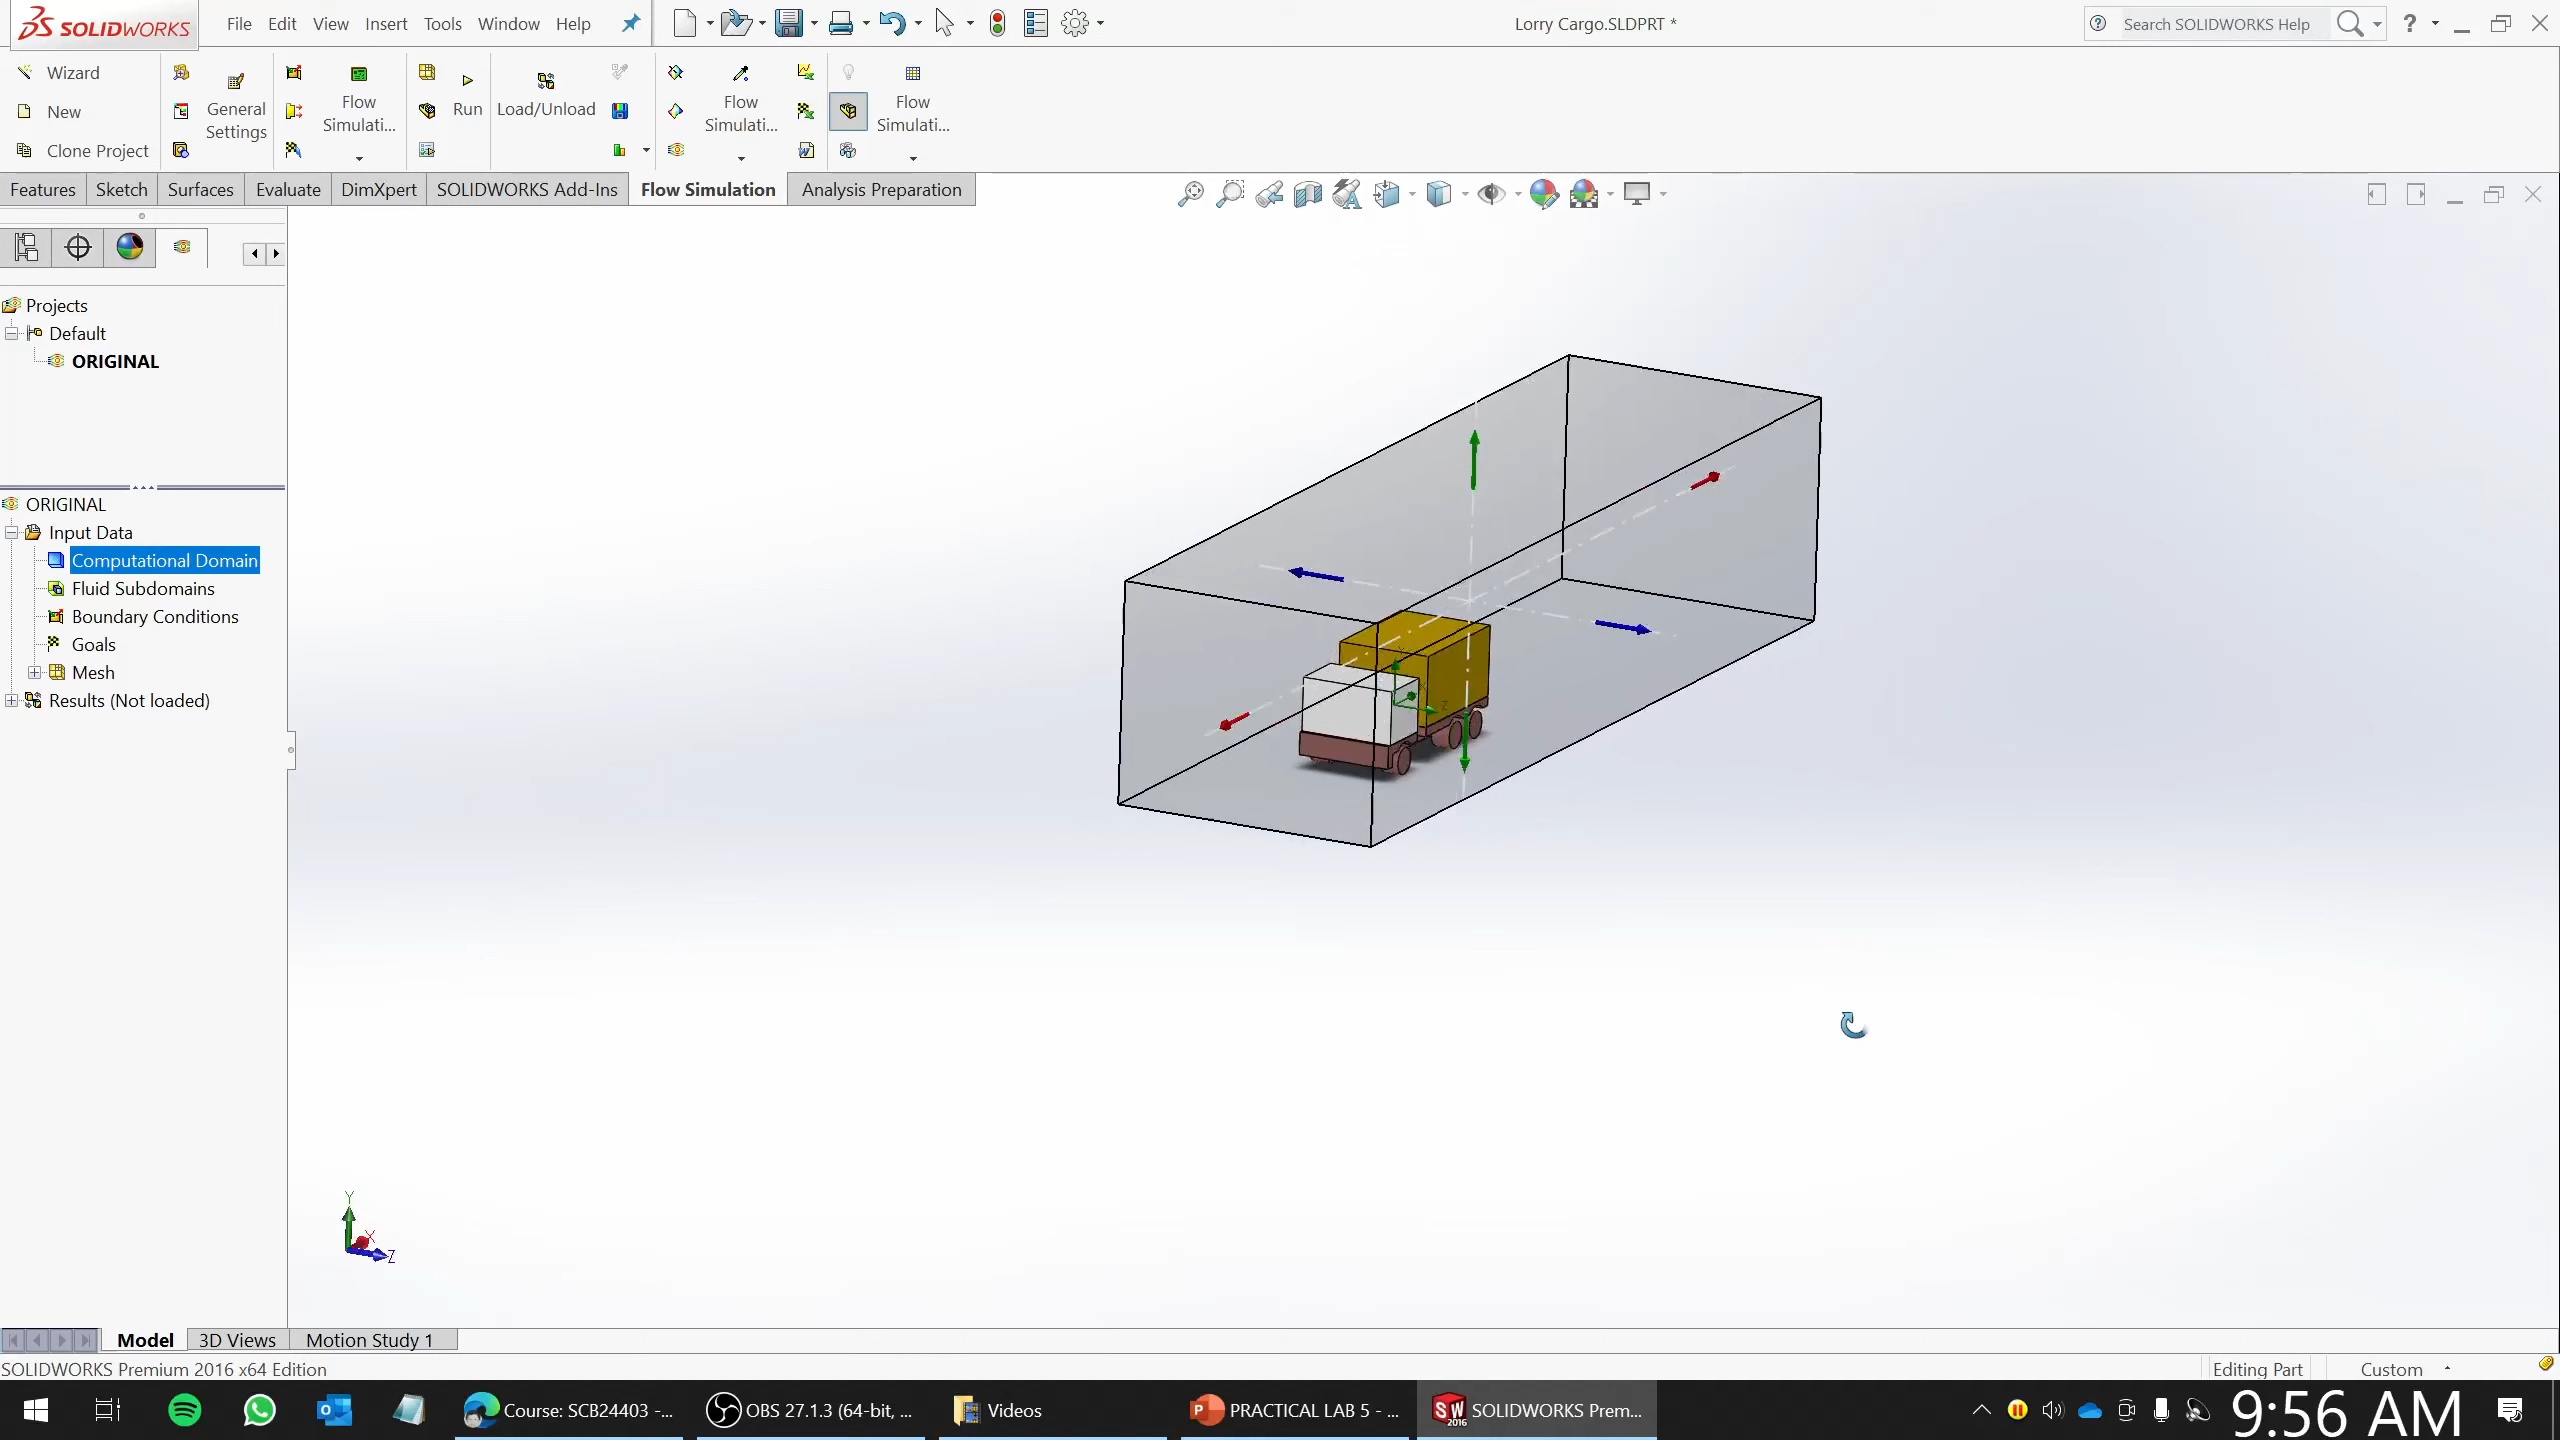 SOLIDWORKS
File Edit View Insert Tools Window Help
Lorry Cargo.SLDPRT *
Search SOLIDWORKS Help
Wizard
New
Clone Project
General
Settings
Flow
Simulati...
Run
Load/Unload
Flow
Simulati...
Flow
Simulati...
Features Sketch Surfaces Evaluate DimXpert SOLIDWORKS Add-Ins Flow Simulation Analysis Preparation
Projects
Default
ORIGINAL
ORIGINAL
Input Data
Computational Domain
Fluid Subdomains
Boundary Conditions
Goals
Mesh
Results (Not loaded)
Z
Y
X
Z
Model 3D Views Motion Study 1
SOLIDWORKS Premium 2016 x64 Edition
Editing Part Custom
Course: SCB24403 -...
OBS 27.1.3 (64-bit, ...
Videos
PRACTICAL LAB 5 - ...
SW 2016
SOLIDWORKS Prem...
9:56 AM